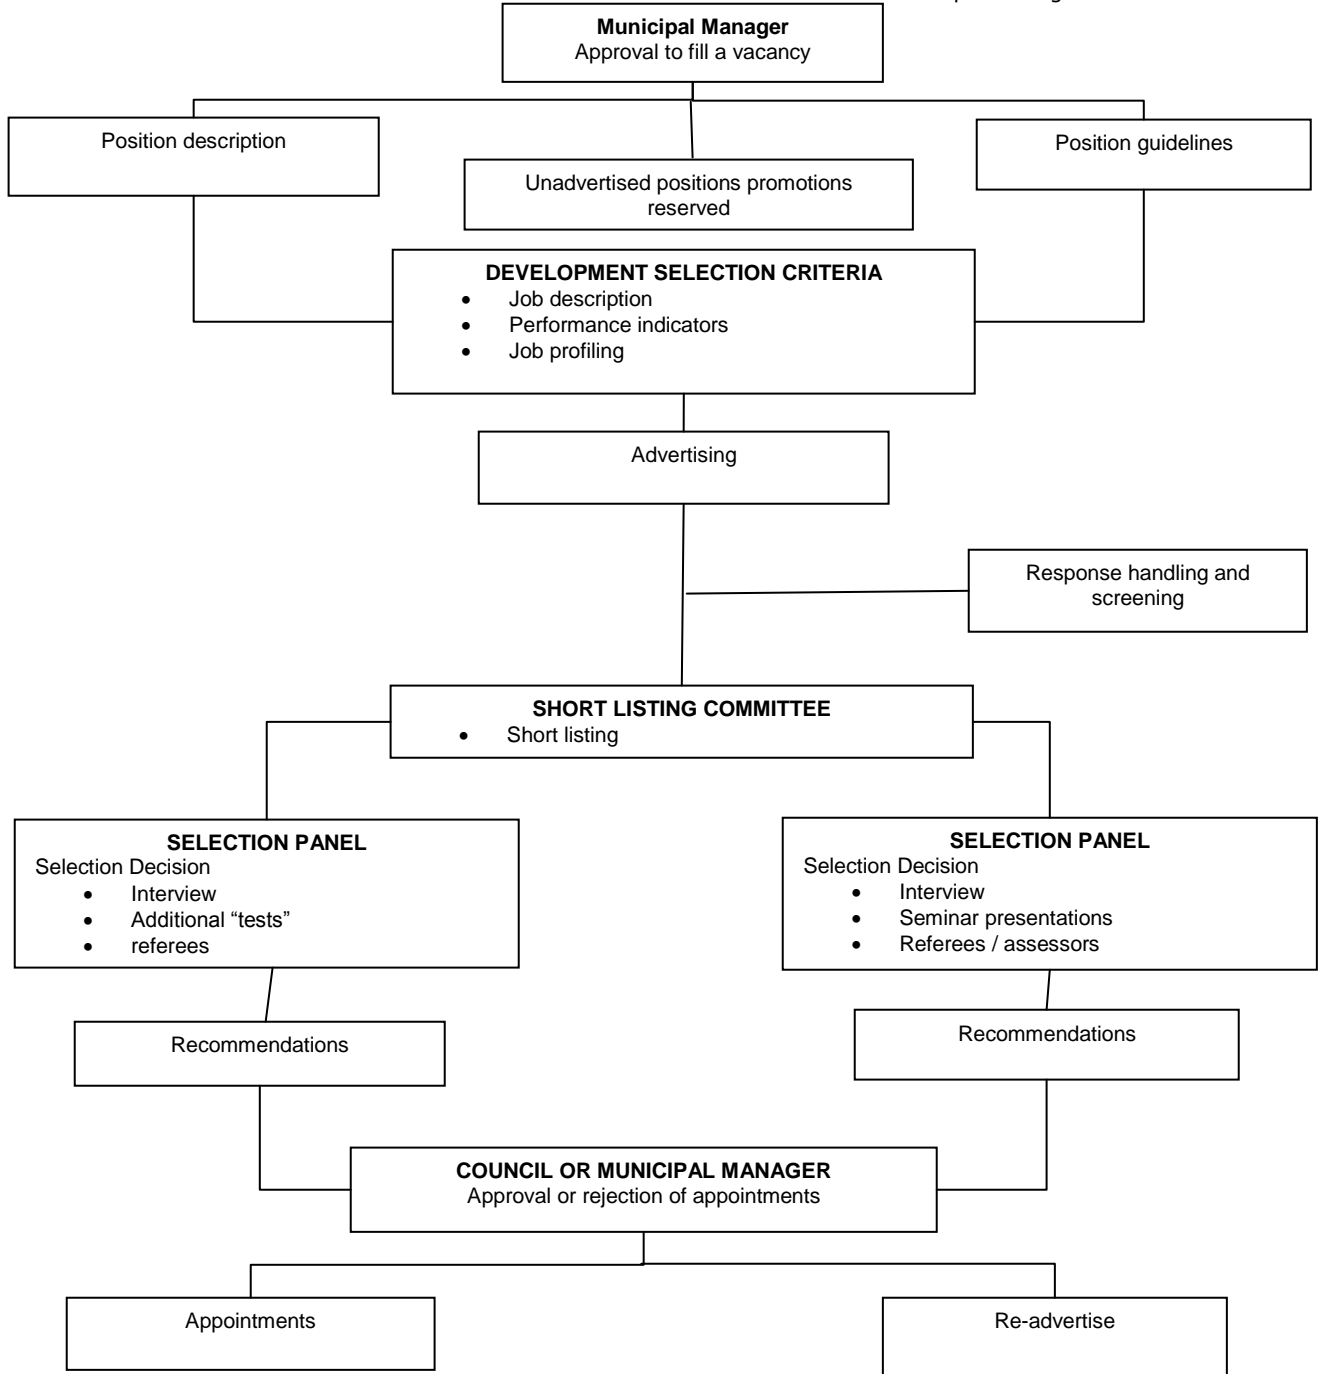 Municipal Manager
Approval to fill a vacancy
Position description
Position guidelines
Unadvertised positions promotions
reserved
DEVELOPMENT SELECTION CRITERIA
• Job description
• Performance indicators
• Job profiling
Advertising
Response handling and
screening
SHORT LISTING COMMITTEE
• Short listing
SELECTION PANEL
Selection Decision
• Interview
• Additional “tests”
• referees
SELECTION PANEL
Selection Decision
• Interview
• Seminar presentations
• Referees / assessors
Recommendations
Recommendations
COUNCIL OR MUNICIPAL MANAGER
Approval or rejection of appointments
Appointments
Re-advertise